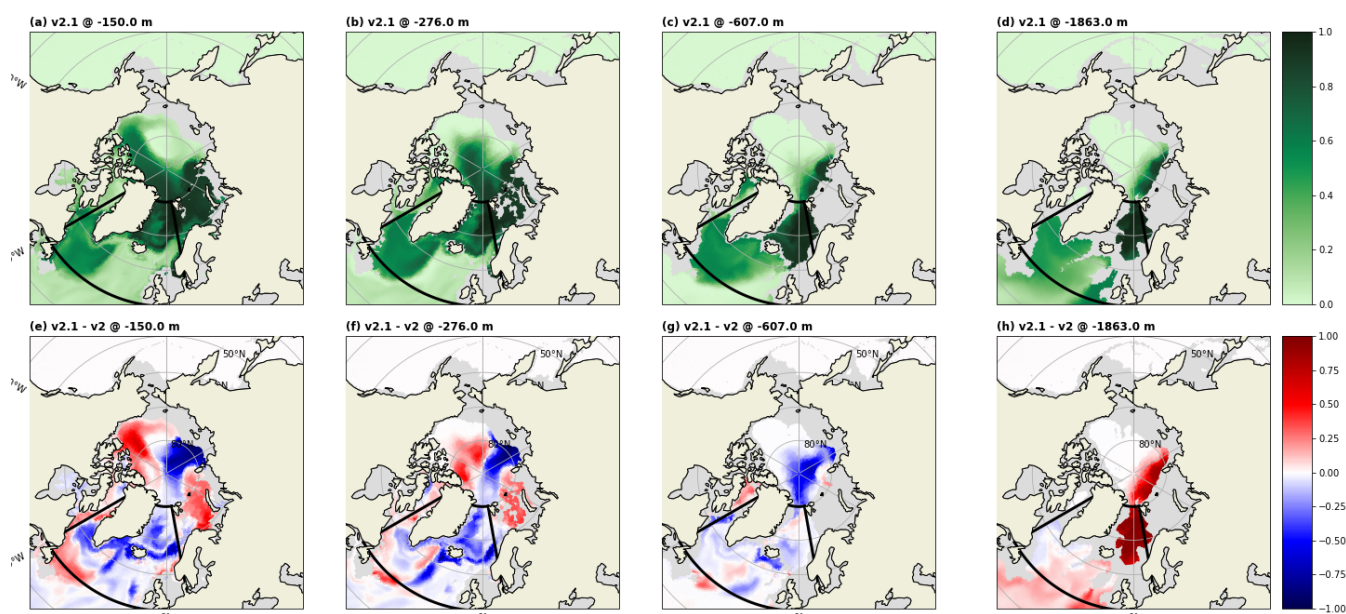 (a) v2.1 @ -150.0 m
(b) v2.1 @ -276.0 m
(c) v2.1 @ -607.0 m
(d) v2.1 @ -1863.0 m
1.0
0.8
0.6
0.4
0.2
0.0
(e) v2.1 - v2 @ -150.0 m
(f) v2.1 - v2 @ -276.0 m
(g) v2.1 - v2 @ -607.0 m
(h) v2.1 - v2 @ -1863.0 m
50°N
50°N
50°N
50°N
80°N
80°N
1.00
0.75
0.50
0.25
0.00
−0.25
−0.50
−0.75
−1.00